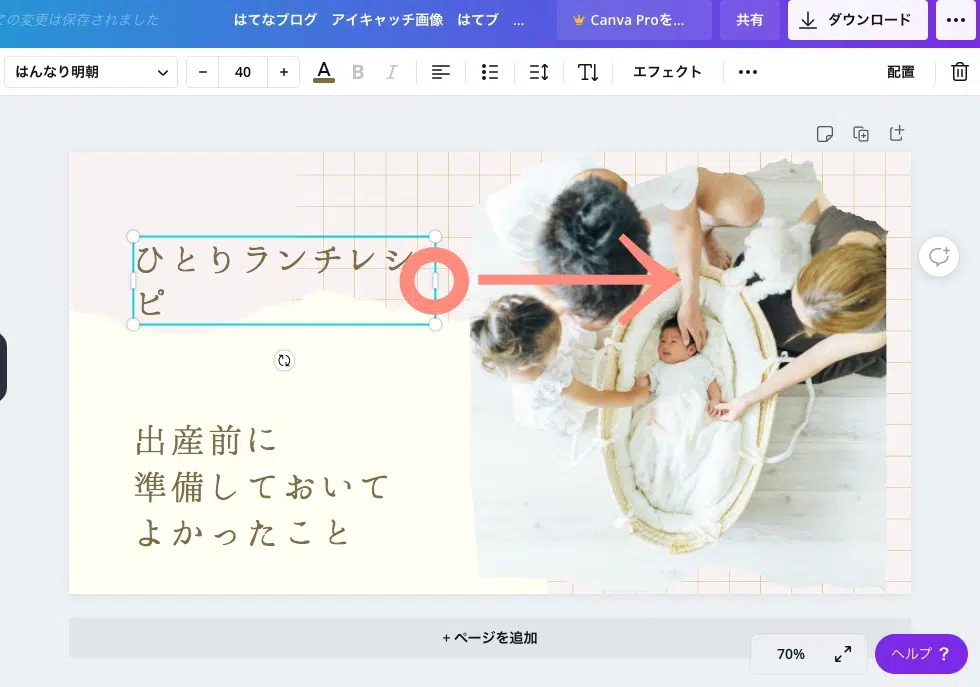 ての変更は保存されました
はてなブログ アイキャッチ画像 はてブ ...
Canva Proを...
共有
ダウンロード
はんなり明朝
− 40 +
A B I
エフェクト
配置
ひとりランチレシ
ピ
出産前に
準備しておいて
よかったこと
+ ページを追加
70%
ヘルプ ?